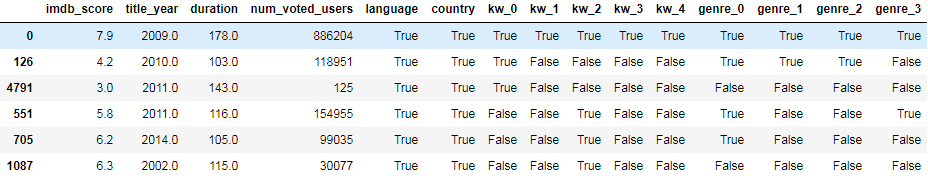 imdb_score title_year duration num_voted_users language country kw_0 kw_1 kw_2 kw_3 kw_4 genre_0 genre_1 genre_2 genre_3
0 7.9 2009.0 178.0 886204 True True True True True True True True True True True
126 4.2 2010.0 103.0 118951 True True True False False False False True True True False
4791 3.0 2011.0 143.0 125 True True True False False False False False False False False
551 5.8 2011.0 116.0 154955 True True False False True False False True False False True
705 6.2 2014.0 105.0 99035 True True False False True False False True False False False
1087 6.3 2002.0 115.0 30077 True True False False True False False False False False False